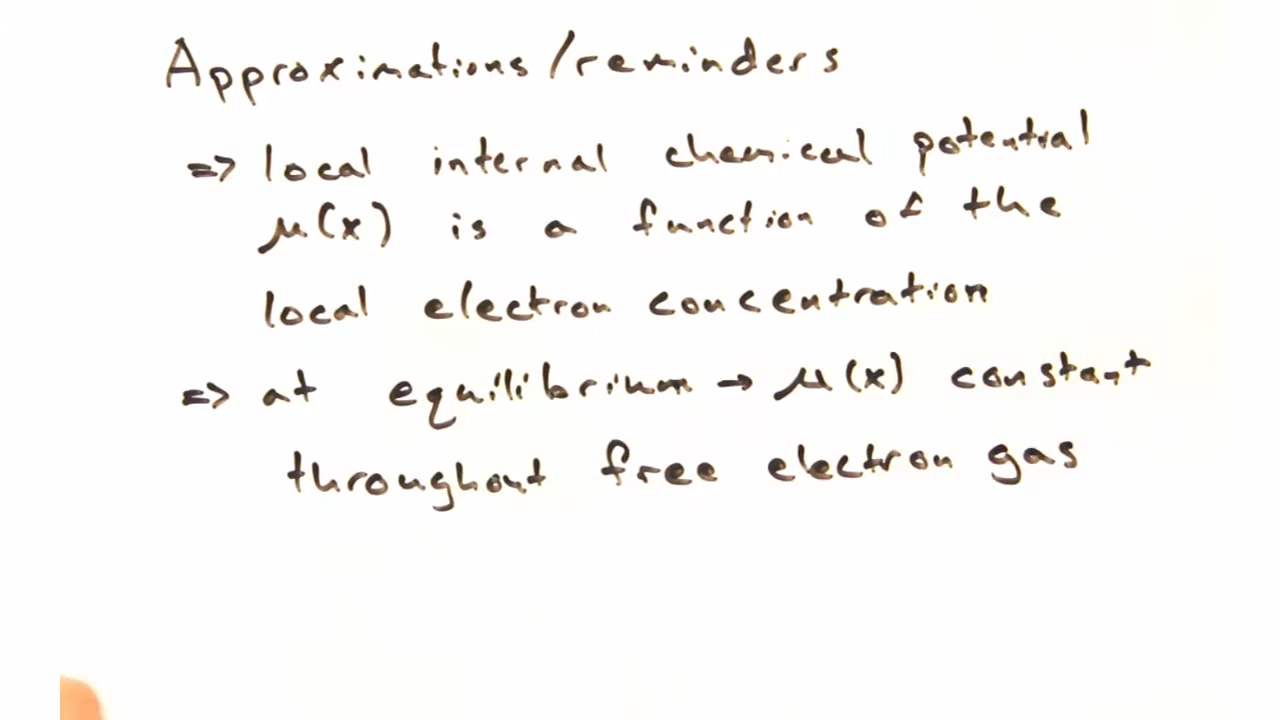 Approximations/reminders
=> local internal chemical potential
μ(x) is a function of the
local electron concentration
=> at equilibrium → μ(x) constant
throughout free electron gas